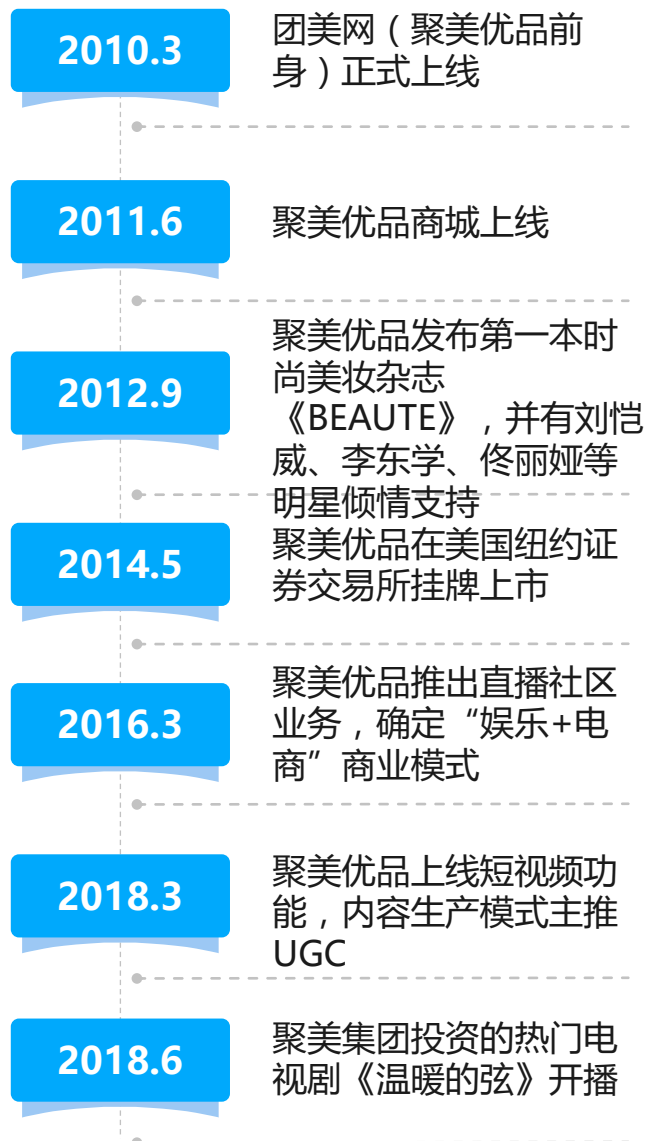 2010.3
团美网（聚美优品前
身）正式上线
2011.6
聚美优品商城上线
2012.9
聚美优品发布第一本时
尚美妆杂志
《BEAUTE》，并有刘恺
威、李东学、佟丽娅等
明星倾情支持
2014.5
聚美优品在美国纽约证
券交易所挂牌上市
2016.3
聚美优品推出直播社区
业务，确定“娱乐+电
商”商业模式
2018.3
聚美优品上线短视频功
能，内容生产模式主推
UGC
2018.6
聚美集团投资的热门电
视剧《温暖的弦》开播